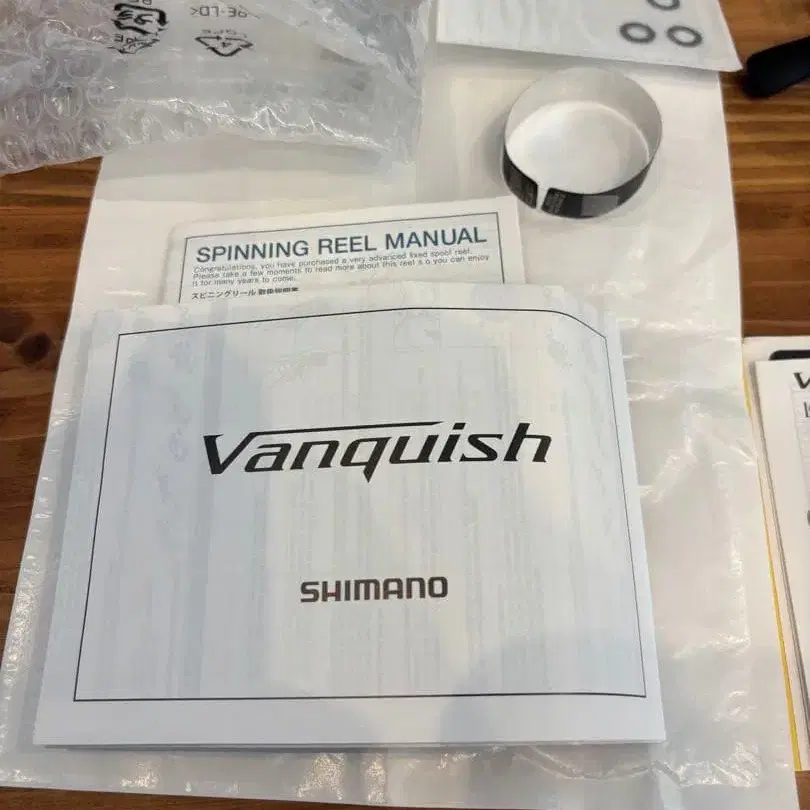 SPINNING REEL MANUAL
Congratulations, you have purchased a very advanced fixed spool reel.
Please take a few moments to read more about this reel s o you can enjoy
it for many years to come.
スピニングリール 取扱説明書
Vanquish
SHIMANO